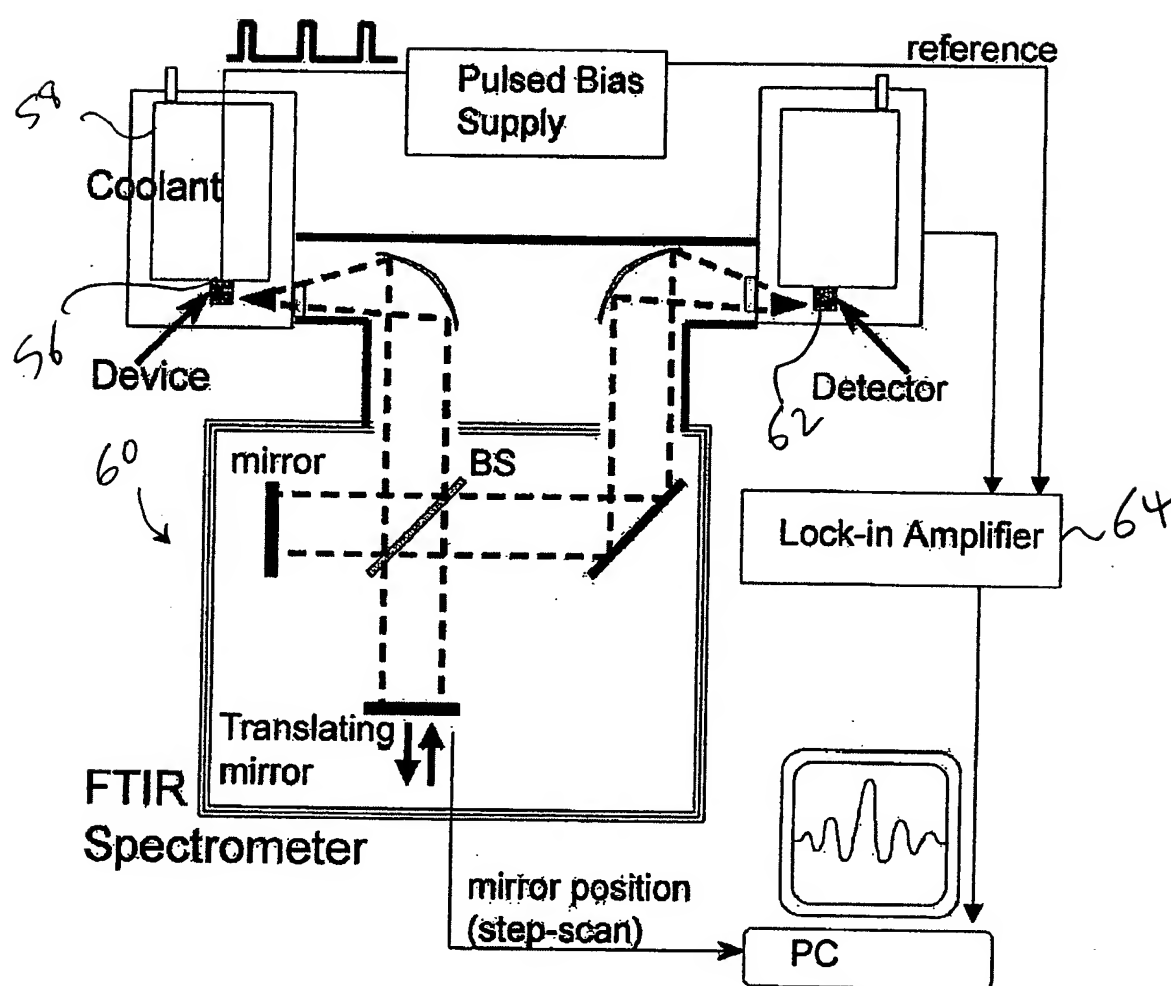 reference
Pulsed Bias
Supply
58
Coolant
56
Device
Detector
62
60
mirror
BS
Lock-in Amplifier
64
Translating
mirror
FTIR
Spectrometer
mirror position
(step-scan)
PC